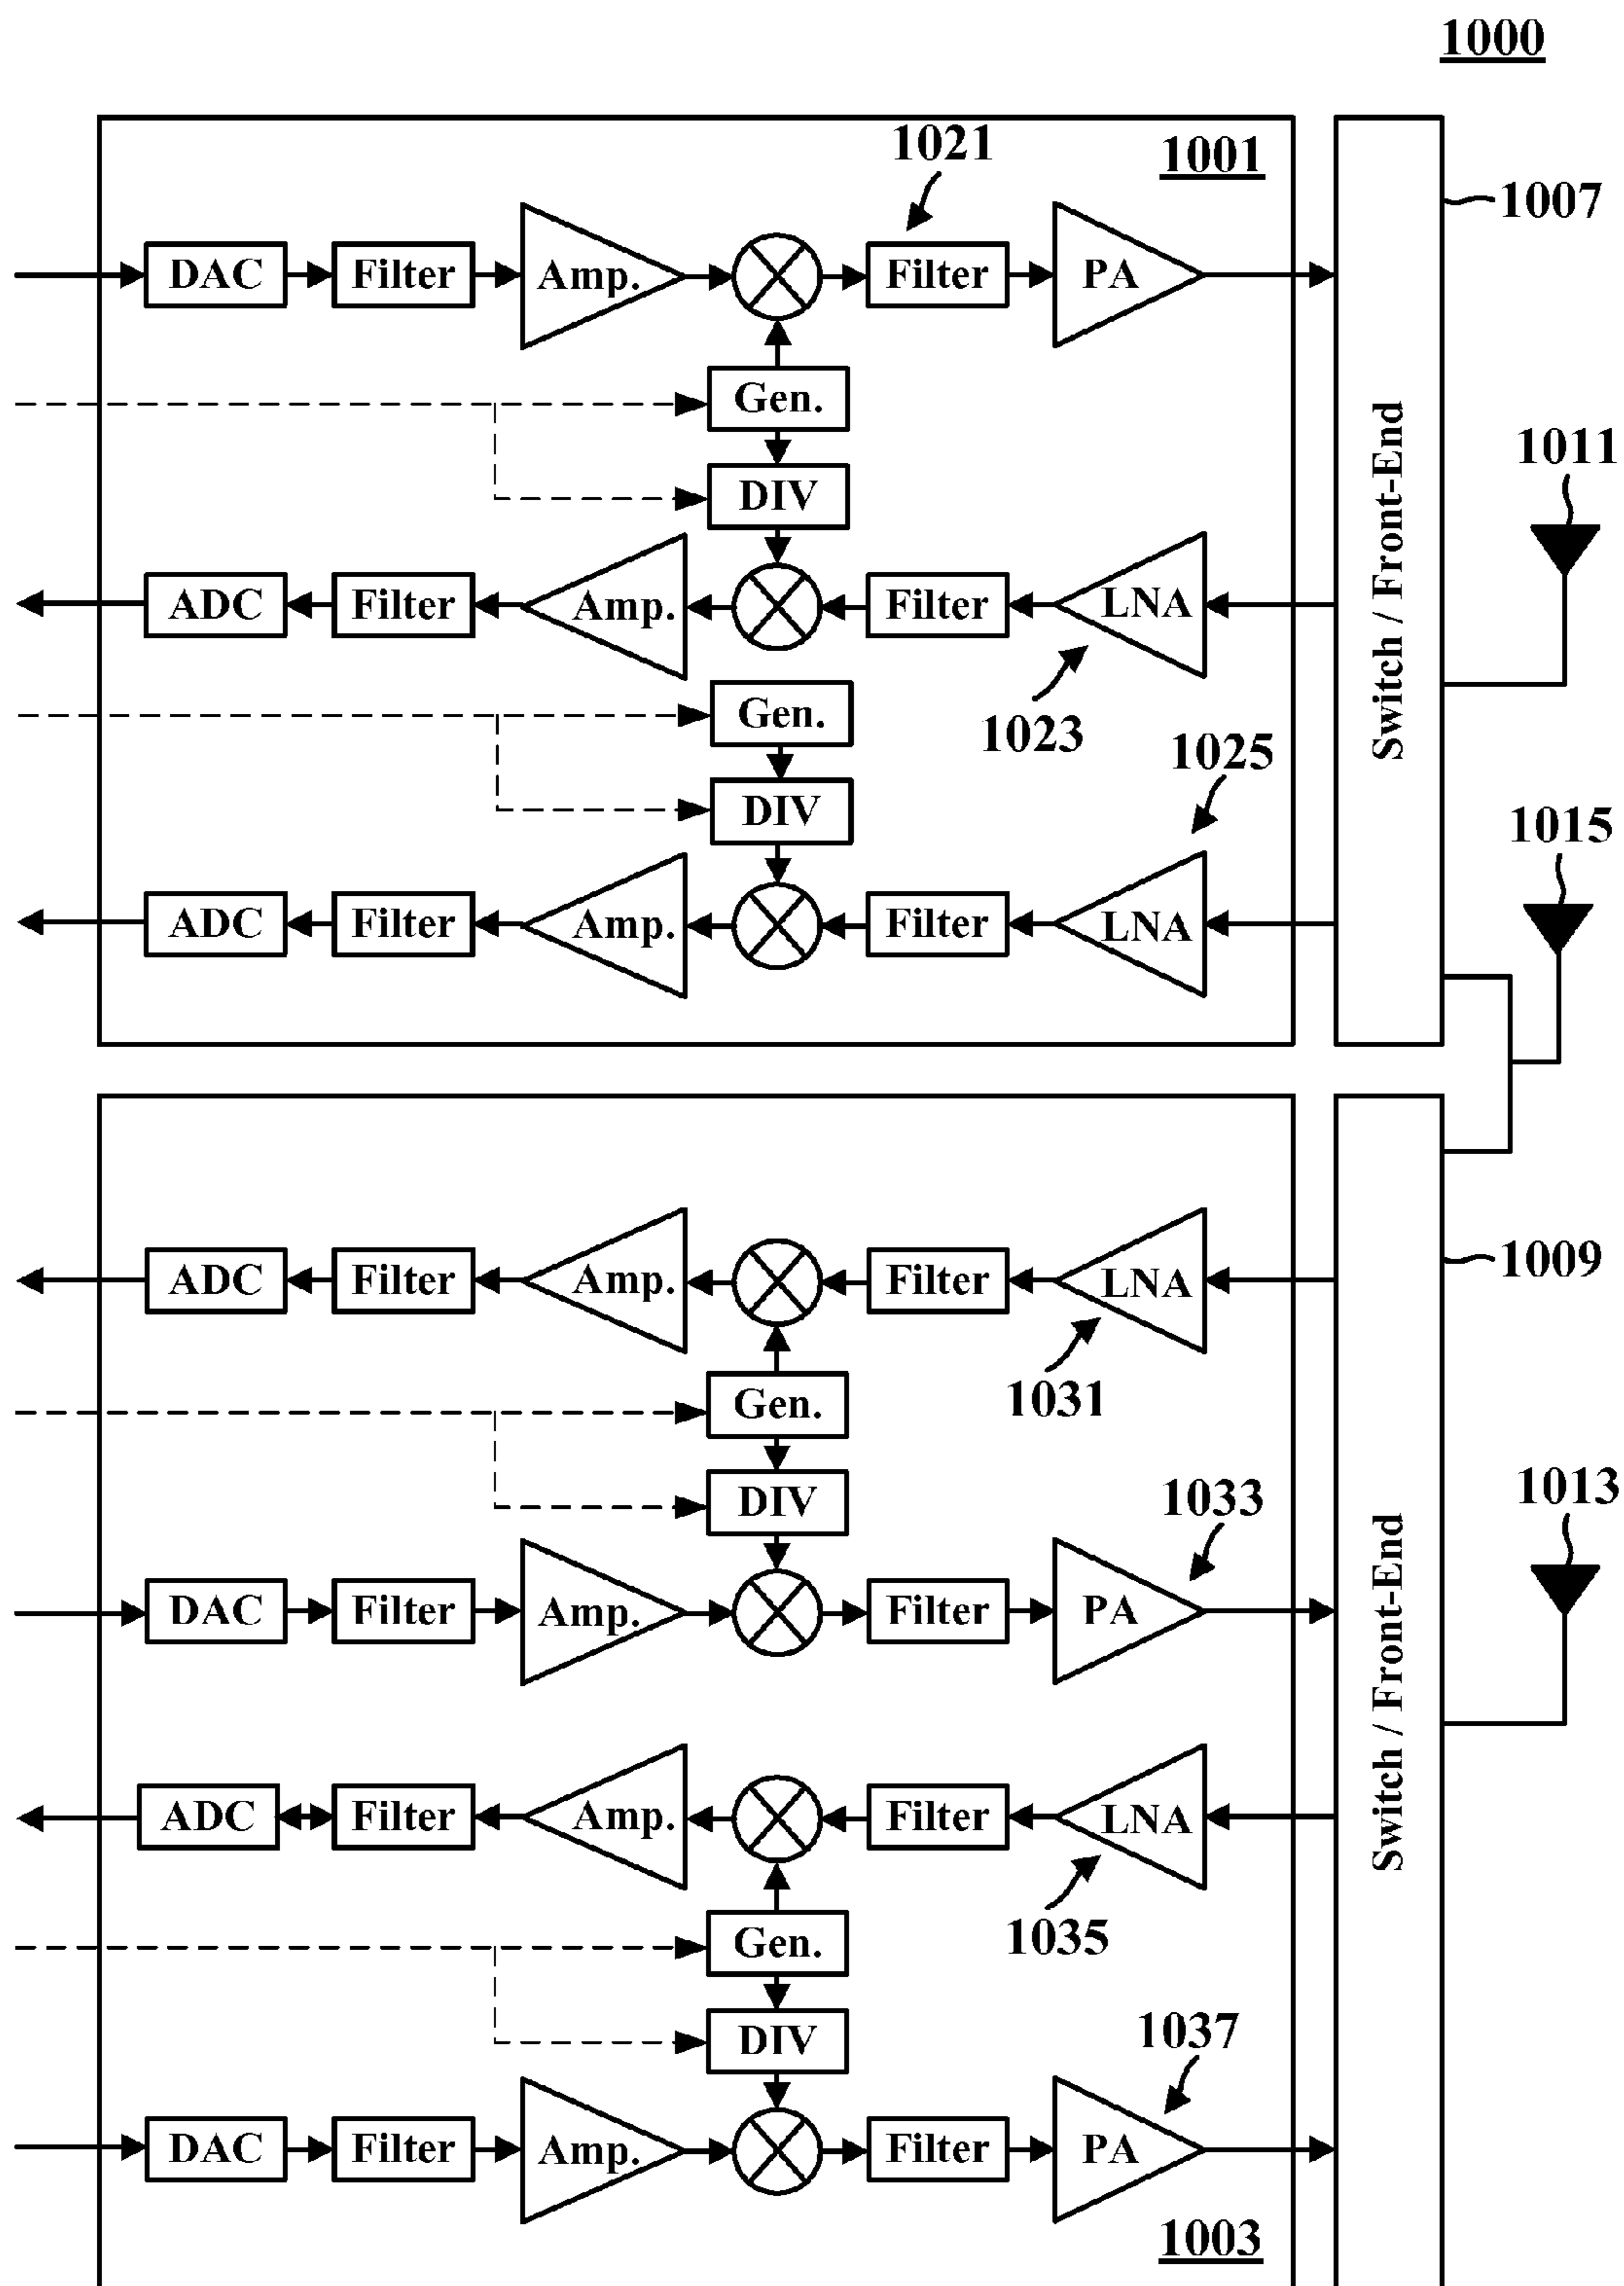 1000
1001
1021
1007
DAC Filter Amp. Filter PA
Gen.
DIV
1011
ADC Filter Amp. Filter LNA
1023
Gen.
1025
DIV
1015
ADC Filter Amp. Filter LNA
Switch / Front-End
1009
ADC Filter Amp. Filter LNA
1031
Gen.
1013
DIV
1033
DAC Filter Amp. Filter PA
ADC Filter Amp. Filter LNA
1035
Gen.
DIV
1037
DAC Filter Amp. Filter PA
1003
Switch / Front-End